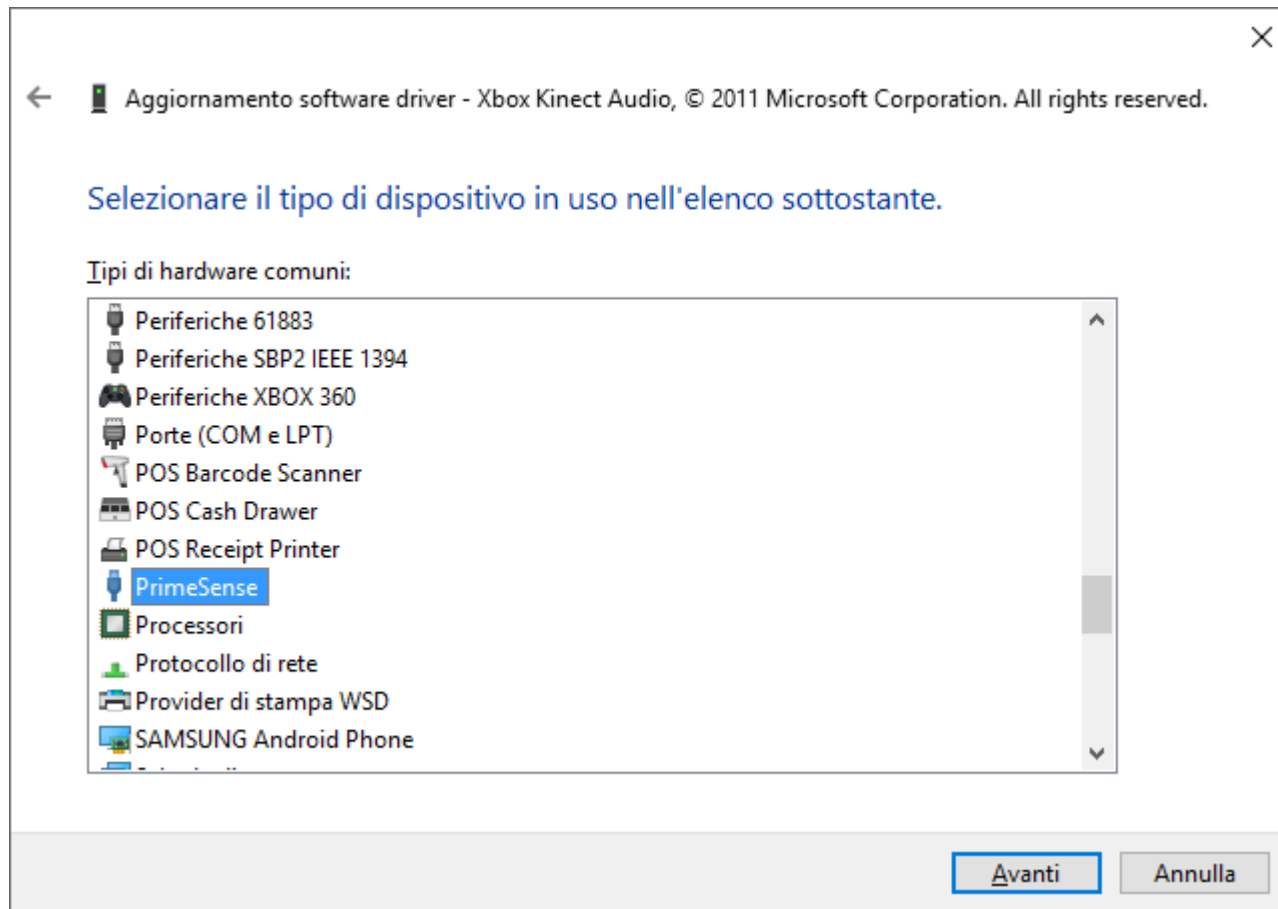 Aggiornamento software driver - Xbox Kinect Audio, © 2011 Microsoft Corporation. All rights reserved.
Selezionare il tipo di dispositivo in uso nell'elenco sottostante.
Tipi di hardware comuni:
Periferiche 61883
Periferiche SBP2 IEEE 1394
Periferiche XBOX 360
Porte (COM e LPT)
POS Barcode Scanner
POS Cash Drawer
POS Receipt Printer
PrimeSense
Processori
Protocollo di rete
Provider di stampa WSD
SAMSUNG Android Phone
Avanti Annulla